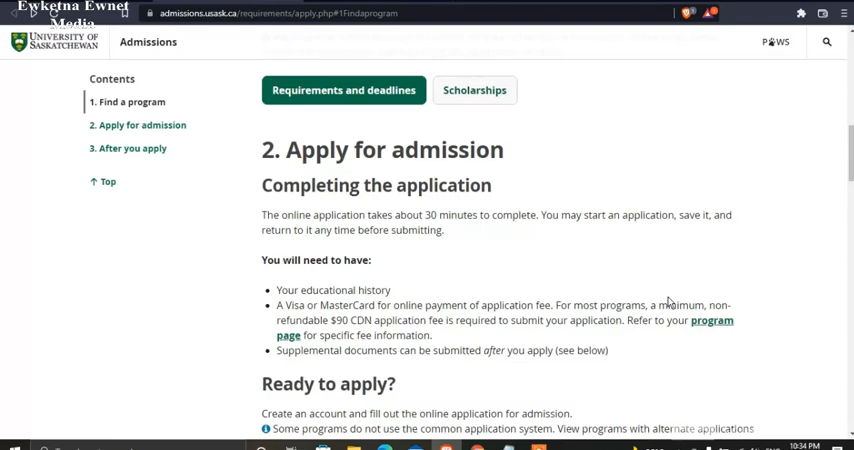 Ewketna Ewnet
Media
admissions.usask.ca/requirements/apply.php#1Findaprogram
UNIVERSITY OF
SASKATCHEWAN
Admissions
PAWS
Contents
1. Find a program
2. Apply for admission
3. After you apply
↑ Top
Requirements and deadlines
Scholarships
2. Apply for admission
Completing the application
The online application takes about 30 minutes to complete. You may start an application, save it, and
return to it any time before submitting.
You will need to have:
• Your educational history
• A Visa or MasterCard for online payment of application fee. For most programs, a minimum, non-
refundable $90 CDN application fee is required to submit your application. Refer to your program
page for specific fee information.
• Supplemental documents can be submitted after you apply (see below)
Ready to apply?
Create an account and fill out the online application for admission.
Some programs do not use the common application system. View programs with alternate applications
10:34 PM